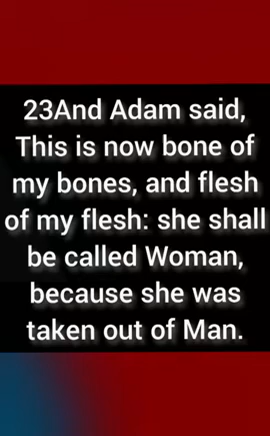 23And Adam said,
This is now bone of
my bones, and flesh
of my flesh: she shall
be called Woman,
because she was
taken out of Man.